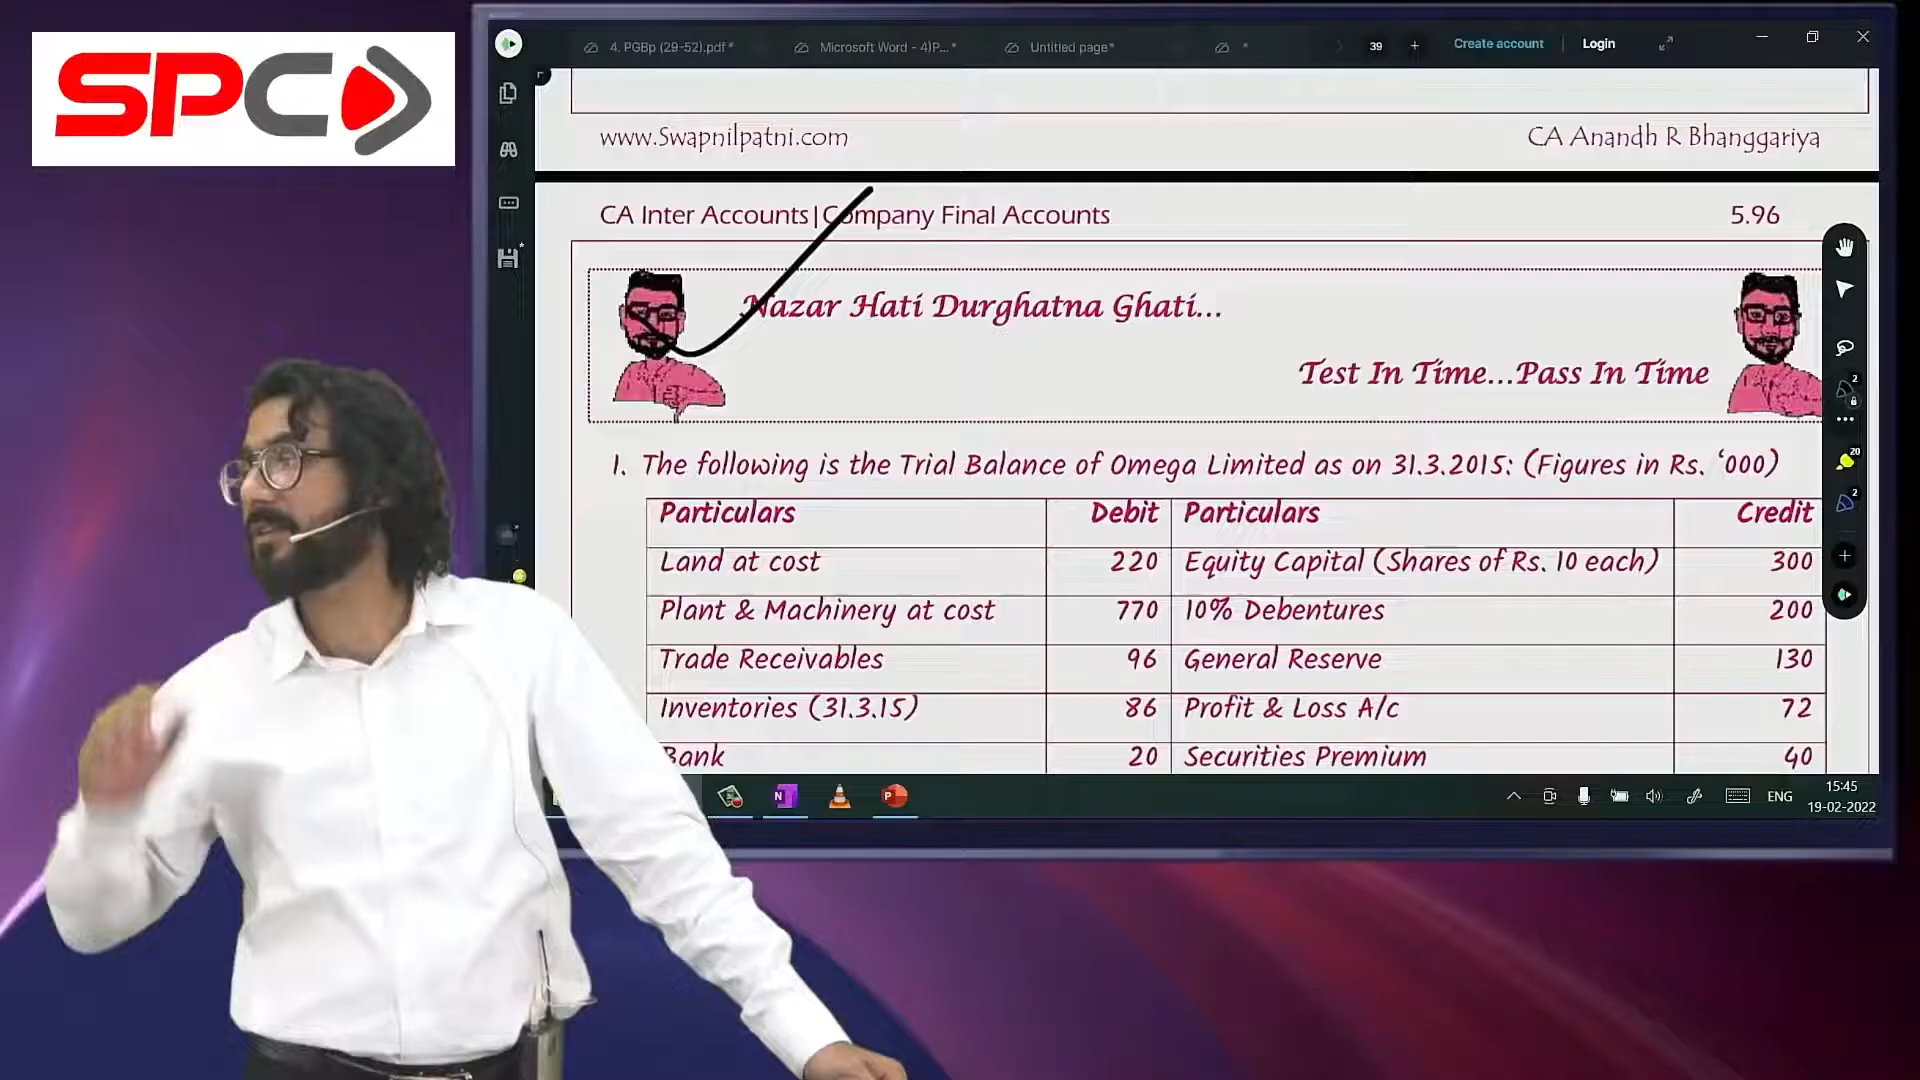 SPC
4. PGBp (29-52).pdf*
Microsoft Word - 4)P...*
Untitled page*
*
39
+
Create account
Login
www.Swapnilpatni.com
CA Anandh R Bhanggariya
CA Inter Accounts|Company Final Accounts
5.96
Nazar Hati Durghatna Ghati...
Test In Time...Pass In Time
1. The following is the Trial Balance of Omega Limited as on 31.3.2015: (Figures in Rs. '000)
Particulars Debit Particulars Credit
Land at cost 220 Equity Capital (Shares of Rs. 10 each) 300
Plant & Machinery at cost 770 10% Debentures 200
Trade Receivables 96 General Reserve 130
Inventories (31.3.15) 86 Profit & Loss A/c 72
Bank 20 Securities Premium 40
2
20
2
N
P
ENG
15:45
19-02-2022